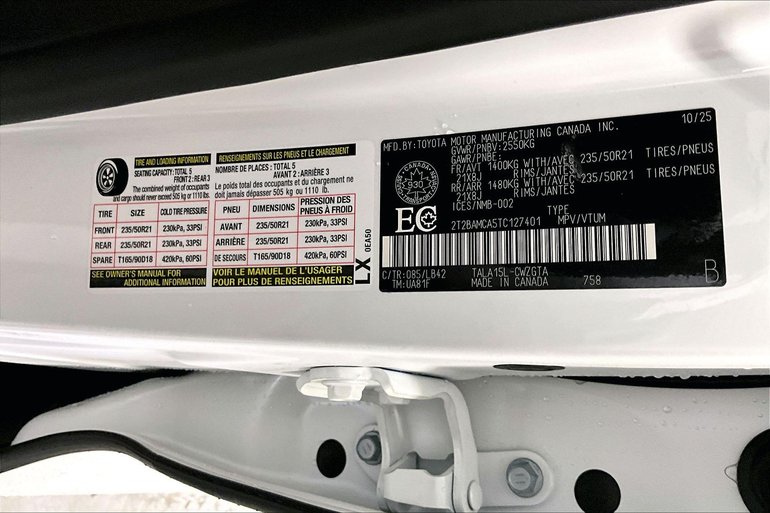 TIRE AND LOADING INFORMATION
SEATING CAPACITY: TOTAL 5
FRONT 2 : REAR 3
The combined weight of occupants
and cargo should never exceed 505 kg or 1110 lb.
TIRE SIZE COLD TIRE PRESSURE
FRONT 235/50R21 230kPa, 33PSI
REAR 235/50R21 230kPa, 33PSI
SPARE T165/90D18 420kPa, 60PSI
SEE OWNER'S MANUAL FOR
ADDITIONAL INFORMATION
RENSEIGNEMENTS SUR LES PNEUS ET LE CHARGEMENT
NOMBRE DE PLACES : TOTAL 5
AVANT 2 : ARRIÈRE 3
Le poids total des occupants et du chargement ne
doit jamais dépasser 505 kg ou 1110 lb.
PNEU DIMENSIONS PRESSION DES PNEUS À FROID
AVANT 235/50R21 230kPa, 33PSI
ARRIÈRE 235/50R21 230kPa, 33PSI
DE SECOURS T165/90D18 420kPa, 60PSI
VOIR LE MANUEL DE L'USAGER
POUR PLUS DE RENSEIGNEMENTS
LX 0EA50
MFD.BY:TOYOTA MOTOR MANUFACTURING CANADA INC. 10/25
GVWR/PNBV:2550KG
GAWR/PNBE:
FR/AVT 1400KG WITH/AVEC 235/50R21 TIRES/PNEUS
21X8J RIMS/JANTES
RR/ARR 1480KG WITH/AVEC 235/50R21 TIRES/PNEUS
21X8J RIMS/JANTES
ICES/NMB-002
CANADA
930
EC
2T2BAMCA5TC127401 TYPE MPV/VTUM
C/TR:085/LB42 TALA15L-CWZGTA
TM:UA81F MADE IN CANADA 758
B